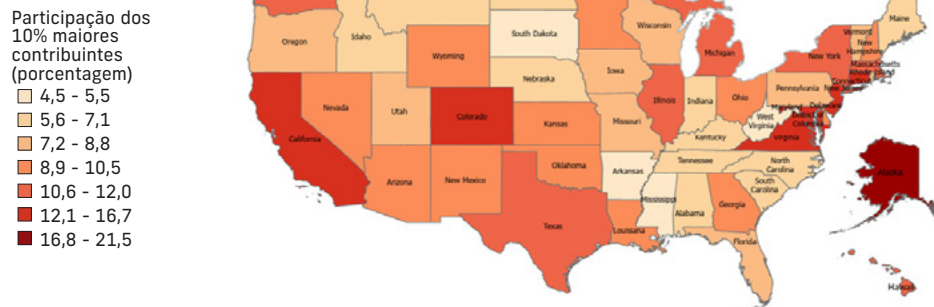 Participação dos
10% maiores
contribuintes
(porcentagem)
4,5 - 5,5
5,6 - 7,1
7,2 - 8,8
8,9 - 10,5
10,6 - 12,0
12,1 - 16,7
16,8 - 21,5
Maine
Wisconsin
Vermont
New
Hampshire
Oregon
Idaho
South Dakota
Michigan
New York
Wyoming
Massachusetts
Rhode Island
Connecticut
Iowa
Nebraska
Pennsylvania
New Jersey
Illinois
Indiana
Ohio
Nevada
Utah
Maryland
Delaware
District of
Columbia
Colorado
West
Virginia
Missouri
Kansas
California
Virginia
Kentucky
Tennessee
North
Carolina
Oklahoma
Arkansas
Alaska
Arizona
New Mexico
South
Carolina
Mississippi
Georgia
Alabama
Texas
Louisiana
Florida
Hawaii